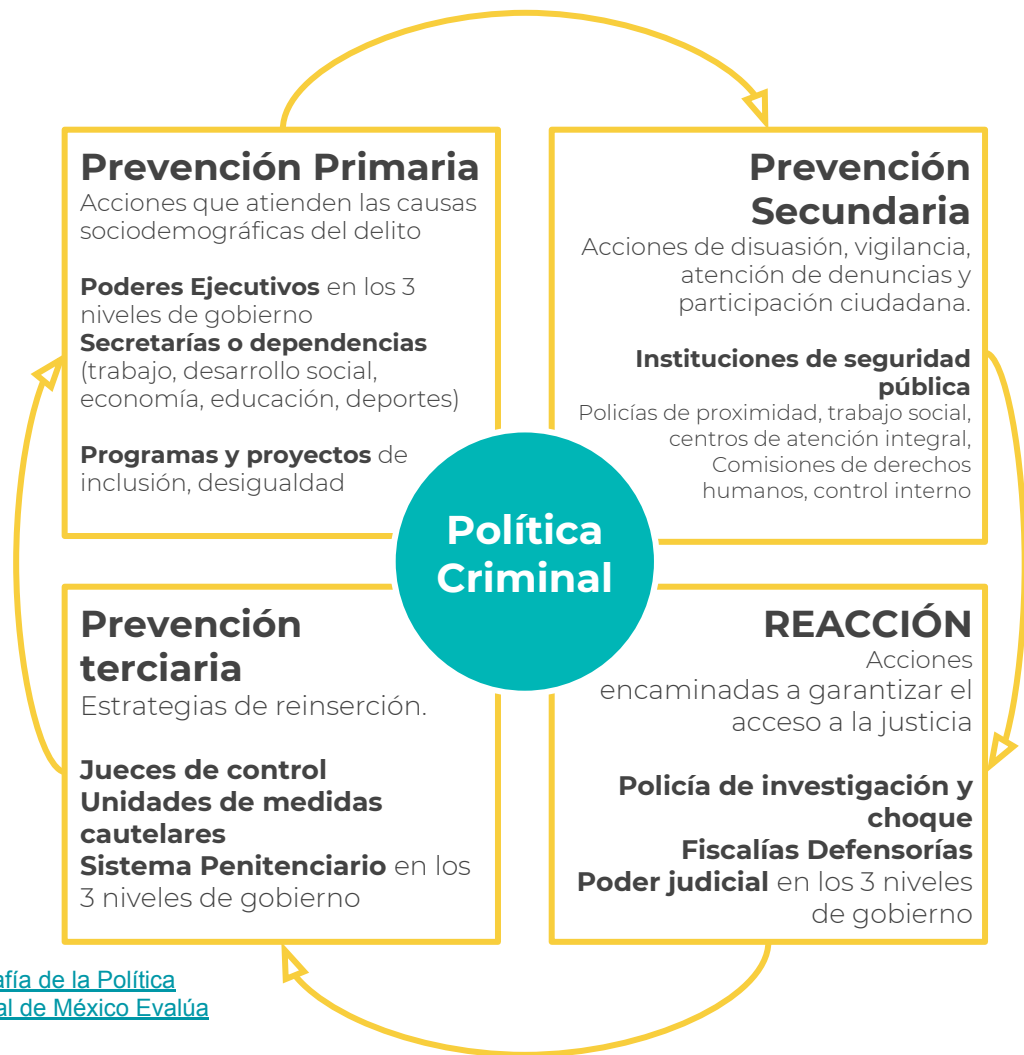 Prevención Primaria
Acciones que atienden las causas
sociodemográficas del delito
Poderes Ejecutivos en los 3
niveles de gobierno
Secretarías o dependencias
(trabajo, desarrollo social,
economía, educación, deportes)
Programas y proyectos de
inclusión, desigualdad
Prevención
Secundaria
Acciones de disuasión, vigilancia,
atención de denuncias y
participación ciudadana.
Instituciones de seguridad
pública
Policías de proximidad, trabajo social,
centros de atención integral,
Comisiones de derechos
humanos, control interno
Política
Criminal
Prevención
terciaria
Estrategias de reinserción.
Jueces de control
Unidades de medidas
cautelares
Sistema Penitenciario en los
3 niveles de gobierno
REACCIÓN
Acciones
encaminadas a garantizar el
acceso a la justicia
Policía de investigación y
choque
Fiscalías Defensorías
Poder judicial en los 3 niveles
de gobierno
afía de la Política
al de México Evalúa